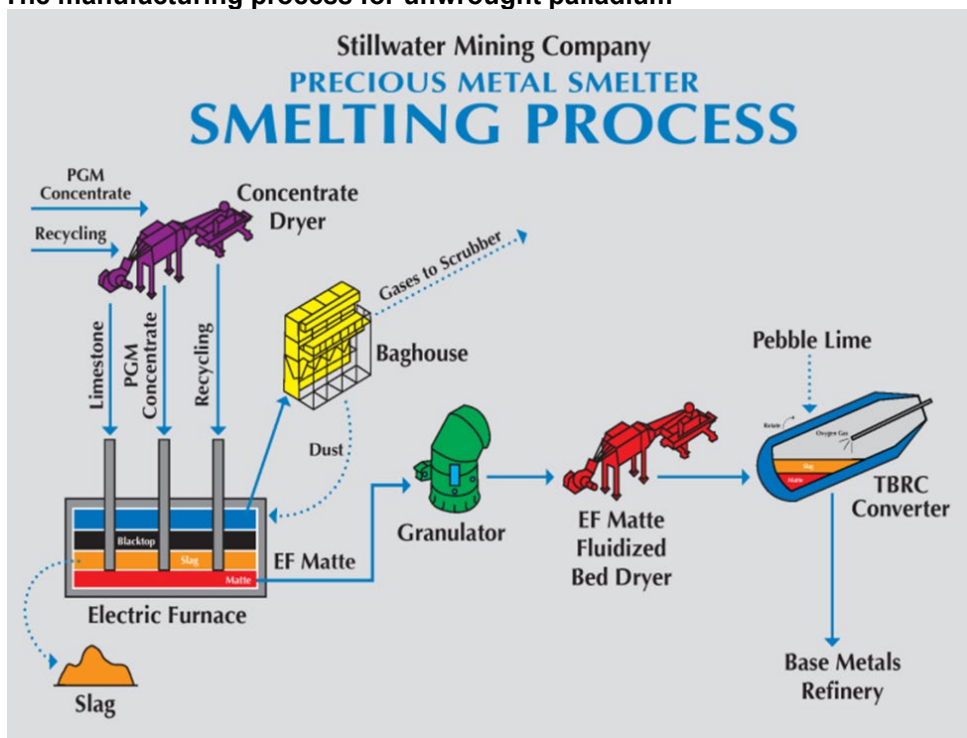 The manufacturing process for unwrought palladium
Stillwater Mining Company
PRECIOUS METAL SMELTER
SMELTING PROCESS
PGM
Concentrate
Recycling
Concentrate
Dryer
Limestone
PGM
Concentrate
Recycling
Gases to Scrubber
Baghouse
Dust
Pebble Lime
Rotate
Oxygen Gas
Slag
Matte
TBRC
Converter
Granulator
EF Matte
Fluidized
Bed Dryer
EF Matte
Blacktop
Slag
Matte
Electric Furnace
Slag
Base Metals
Refinery